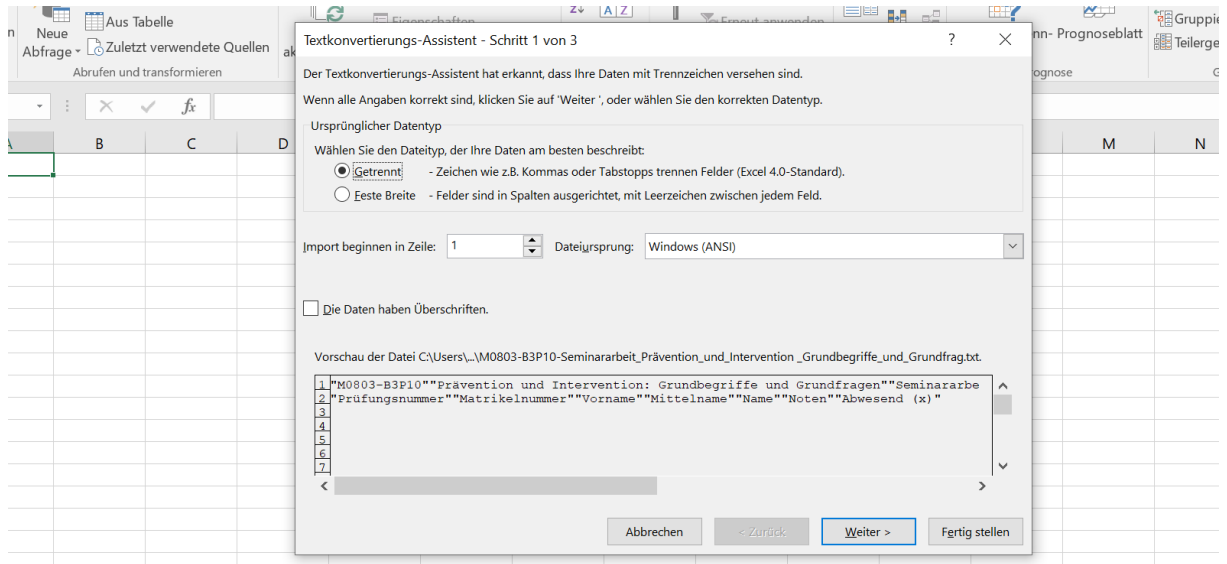 Neue
Abfrage
Aus Tabelle
Zuletzt verwendete Quellen
Abrufen und transformieren
Eigenschaften
Erneut anwenden
Prognoseblatt
fx
B
C
D
M
N
Textkonvertierungs-Assistent - Schritt 1 von 3
?
Der Textkonvertierungs-Assistent hat erkannt, dass Ihre Daten mit Trennzeichen versehen sind.
Wenn alle Angaben korrekt sind, klicken Sie auf 'Weiter ', oder wählen Sie den korrekten Datentyp.
Ursprünglicher Datentyp
Wählen Sie den Dateityp, der Ihre Daten am besten beschreibt:
Getrennt - Zeichen wie z.B. Kommas oder Tabstopps trennen Felder (Excel 4.0-Standard).
Feste Breite - Felder sind in Spalten ausgerichtet, mit Leerzeichen zwischen jedem Feld.
Import beginnen in Zeile: 1 Dateiursprung: Windows (ANSI)
Die Daten haben Überschriften.
Vorschau der Datei C:\Users\...\M0803-B3P10-Seminararbeit_Prävention_und_Intervention _Grundbegriffe_und_Grundfrag.txt.
1 "M0803-B3P10""Prävention und Intervention: Grundbegriffe und Grundfragen""Seminararbe
2 "Prüfungsnummer""Matrikelnummer""Vorname""Mittelname""Name""Noten""Abwesend (x)"
3
4
5
6
7
Abbrechen < Zurück Weiter > Fertig stellen